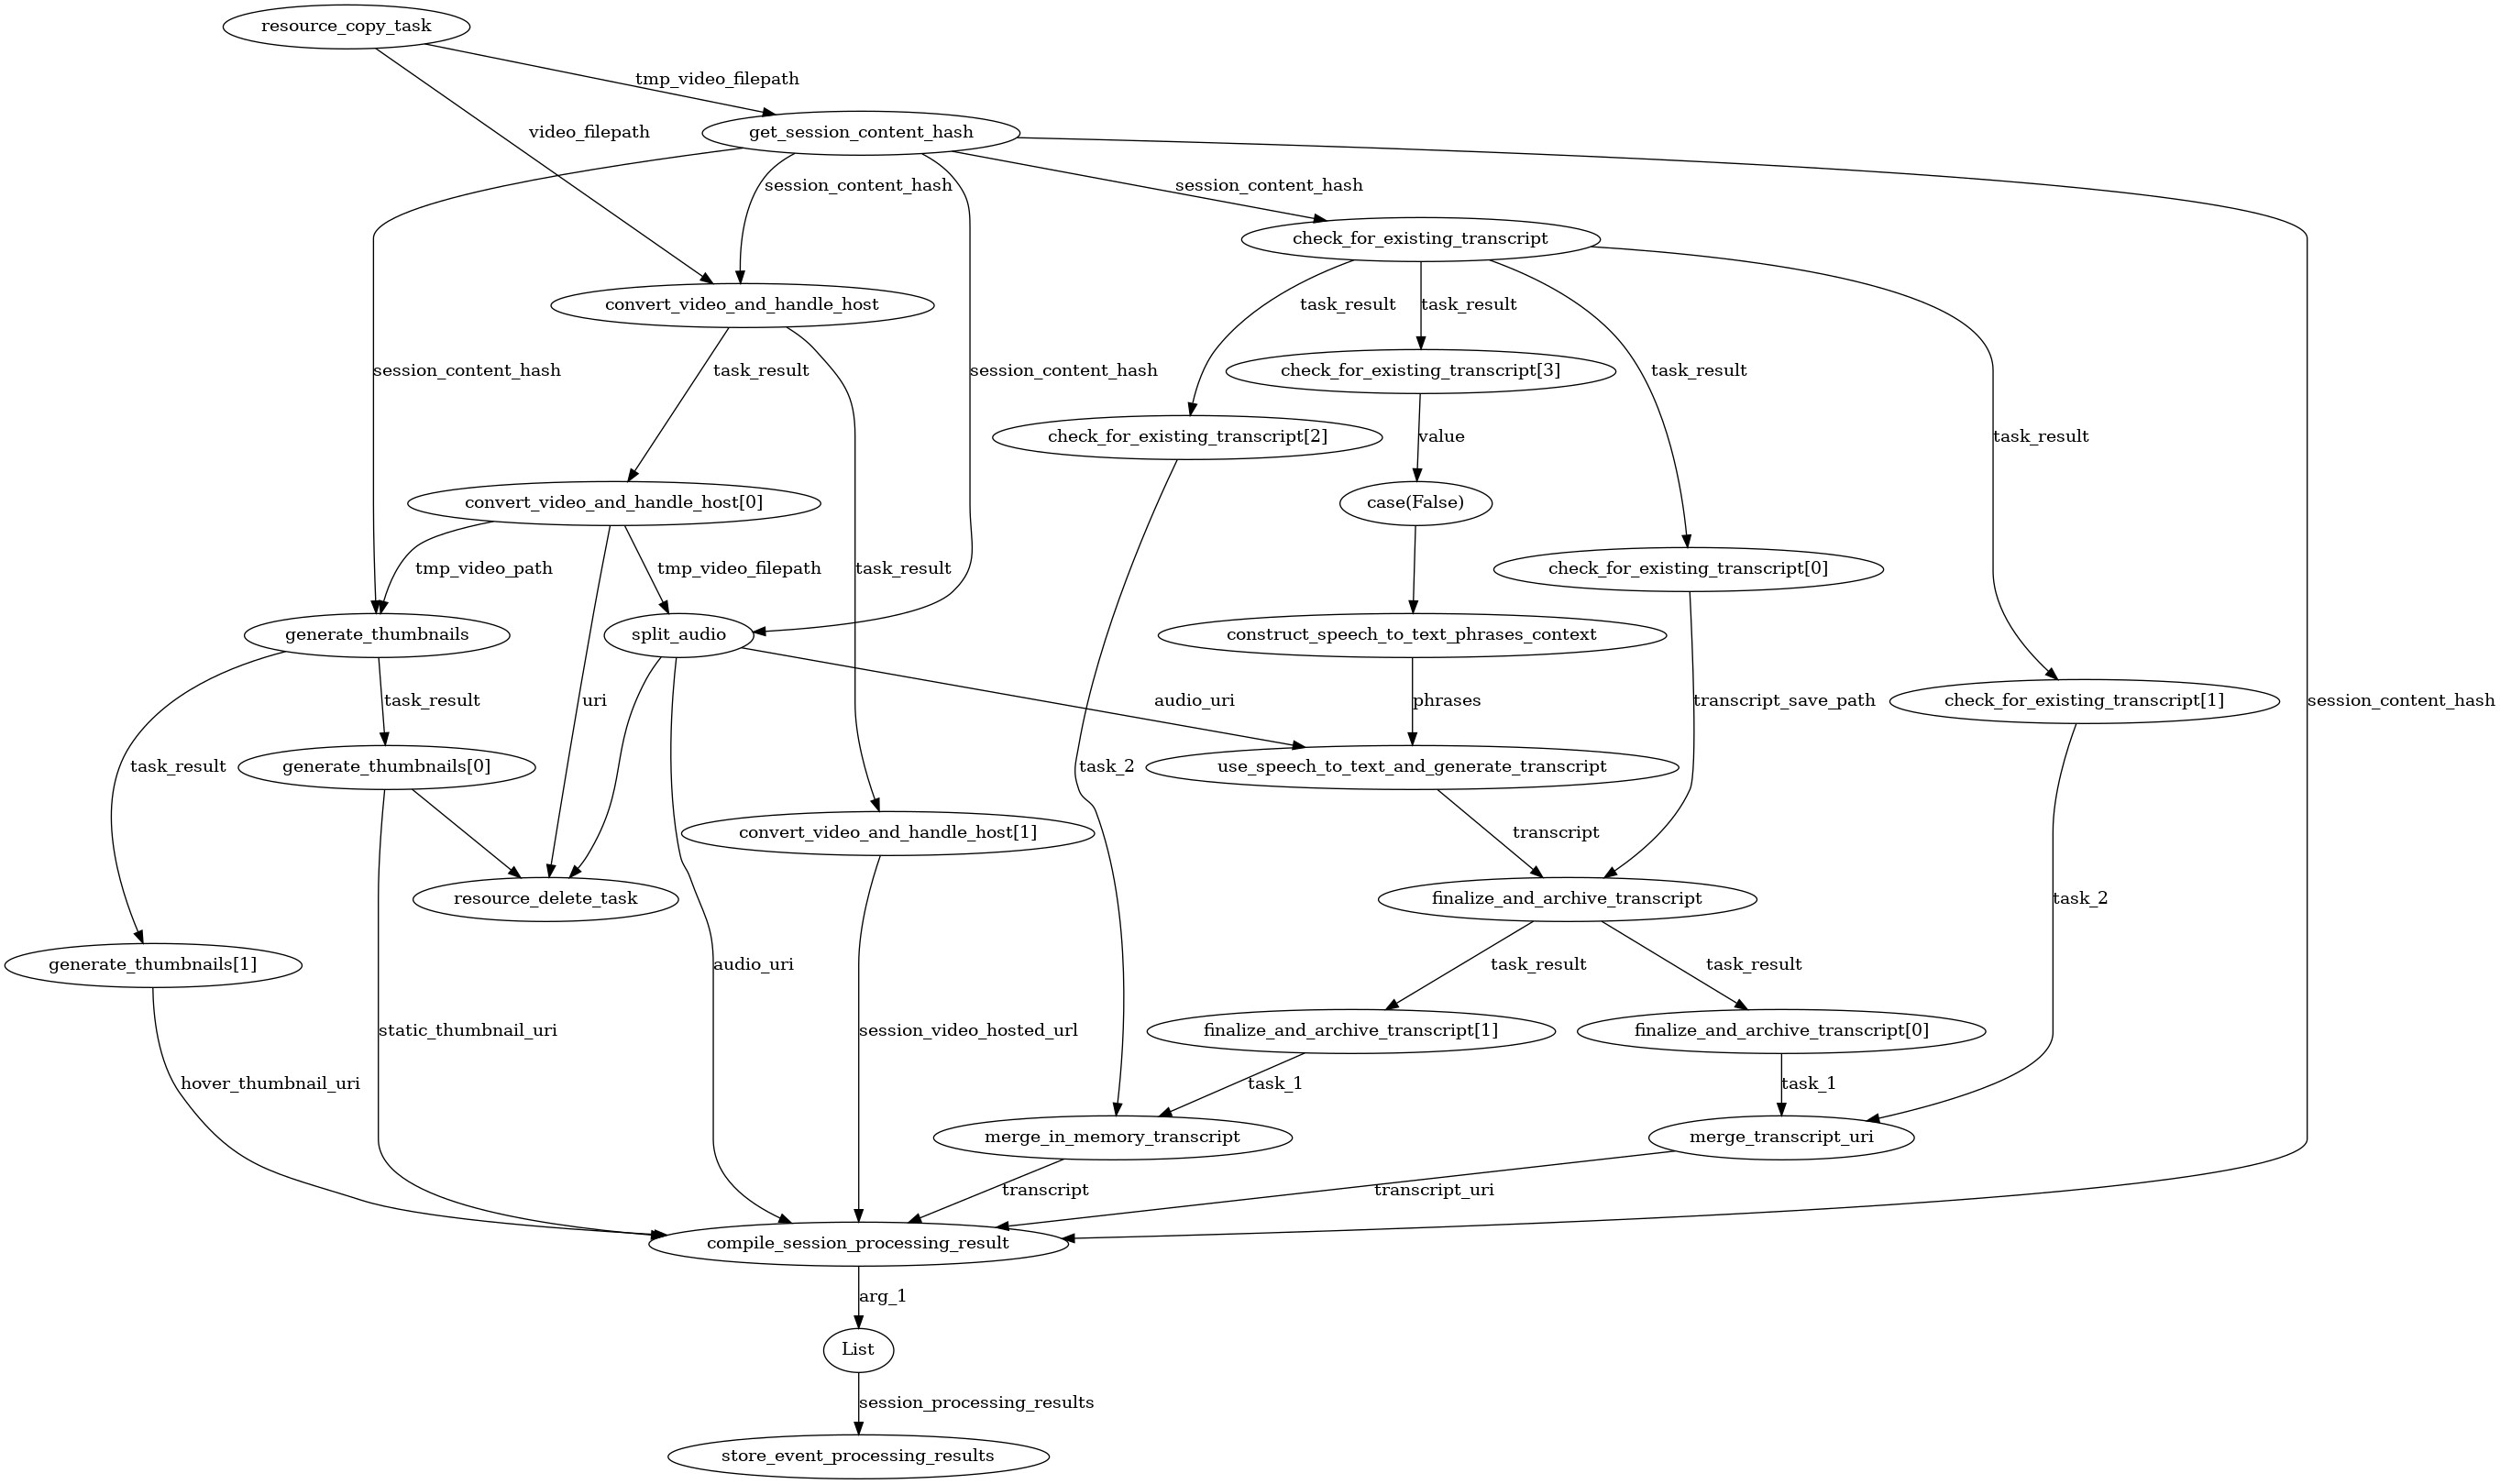 resource_copy_task
tmp_video_filepath
video_filepath
get_session_content_hash
session_content_hash
session_content_hash
check_for_existing_transcript
convert_video_and_handle_host
task_result
task_result
session_content_hash
task_result
task_result
session_content_hash
check_for_existing_transcript[3]
task_result
check_for_existing_transcript[2]
value
task_result
convert_video_and_handle_host[0]
case(False)
tmp_video_path
tmp_video_filepath
task_result
check_for_existing_transcript[0]
generate_thumbnails
split_audio
construct_speech_to_text_phrases_context
task_result
uri
audio_uri
phrases
transcript_save_path
check_for_existing_transcript[1]
session_content_hash
task_result
generate_thumbnails[0]
task_2
use_speech_to_text_and_generate_transcript
convert_video_and_handle_host[1]
transcript
resource_delete_task
finalize_and_archive_transcript
task_2
generate_thumbnails[1]
audio_uri
task_result
task_result
static_thumbnail_uri
session_video_hosted_url
finalize_and_archive_transcript[1]
finalize_and_archive_transcript[0]
hover_thumbnail_uri
task_1
task_1
merge_in_memory_transcript
merge_transcript_uri
transcript
transcript_uri
compile_session_processing_result
arg_1
List
session_processing_results
store_event_processing_results